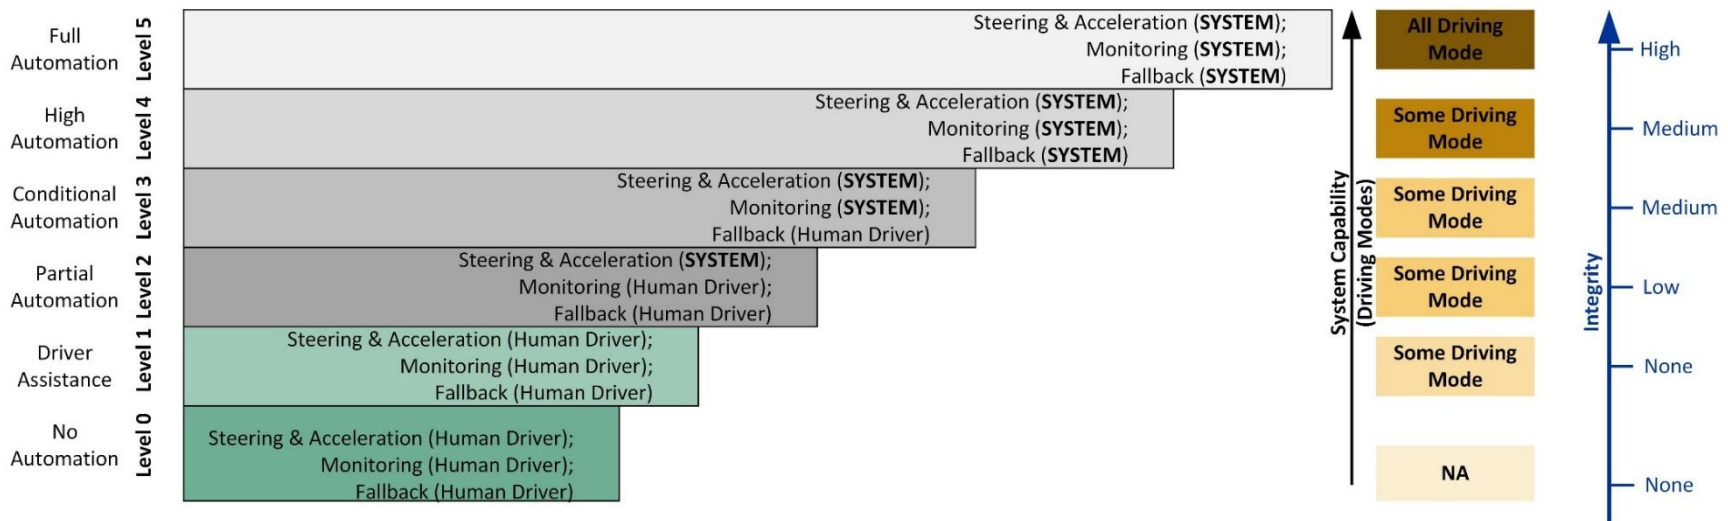 Full
Automation
Level 5
Steering & Acceleration (SYSTEM);
Monitoring (SYSTEM);
Fallback (SYSTEM)
All Driving
Mode
High
High
Automation
Level 4
Steering & Acceleration (SYSTEM);
Monitoring (SYSTEM);
Fallback (SYSTEM)
Some Driving
Mode
Medium
Conditional
Automation
Level 3
Steering & Acceleration (SYSTEM);
Monitoring (SYSTEM);
Fallback (Human Driver)
Some Driving
Mode
Medium
Partial
Automation
Level 2
Steering & Acceleration (SYSTEM);
Monitoring (Human Driver);
Fallback (Human Driver)
Some Driving
Mode
Low
Driver
Assistance
Level 1
Steering & Acceleration (Human Driver);
Monitoring (Human Driver);
Fallback (Human Driver)
Some Driving
Mode
None
No
Automation
Level 0
Steering & Acceleration (Human Driver);
Monitoring (Human Driver);
Fallback (Human Driver)
NA
None
System Capability
(Driving Modes)
Integrity